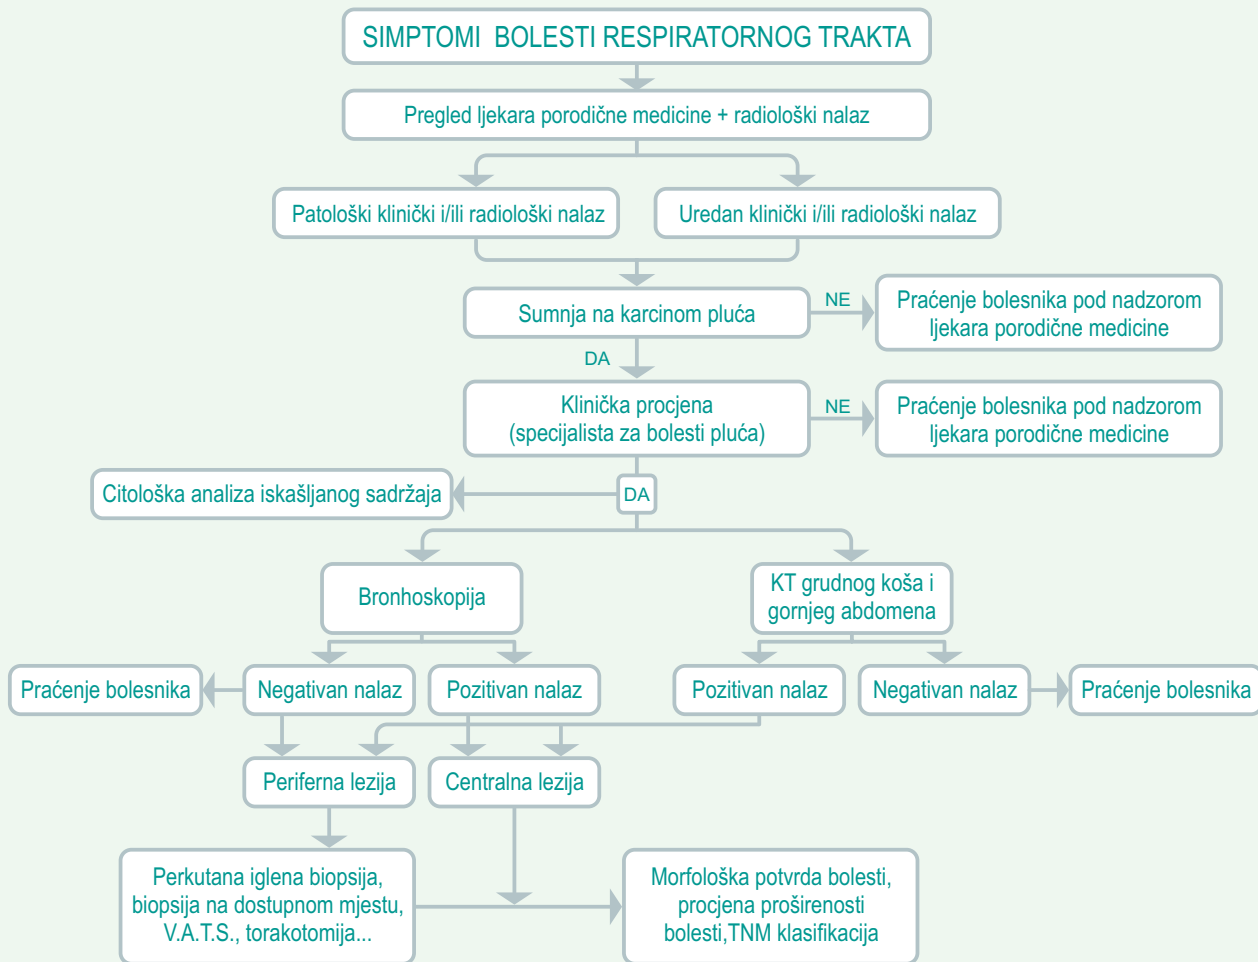 SIMPTOMI BOLESTI RESPIRATORNOG TRAKTA
Pregled ljekara porodične medicine + radiološki nalaz
Patološki klinički i/ili radiološki nalaz
Uredan klinički i/ili radiološki nalaz
Sumnja na karcinom pluća
NE
Praćenje bolesnika pod nadzorom
ljekara porodične medicine
DA
Klinička procjena
(specijalista za bolesti pluća)
NE
Praćenje bolesnika pod nadzorom
ljekara porodične medicine
Citološka analiza iskašljanog sadržaja
DA
Bronhoskopija
KT grudnog koša i
gornjeg abdomena
Praćenje bolesnika
Negativan nalaz
Pozitivan nalaz
Pozitivan nalaz
Negativan nalaz
Praćenje bolesnika
Periferna lezija
Centralna lezija
Perkutana iglena biopsija,
biopsija na dostupnom mjestu,
V.A.T.S., torakotomija...
Morfološka potvrda bolesti,
procjena proširenosti
bolesti,TNM klasifikacija